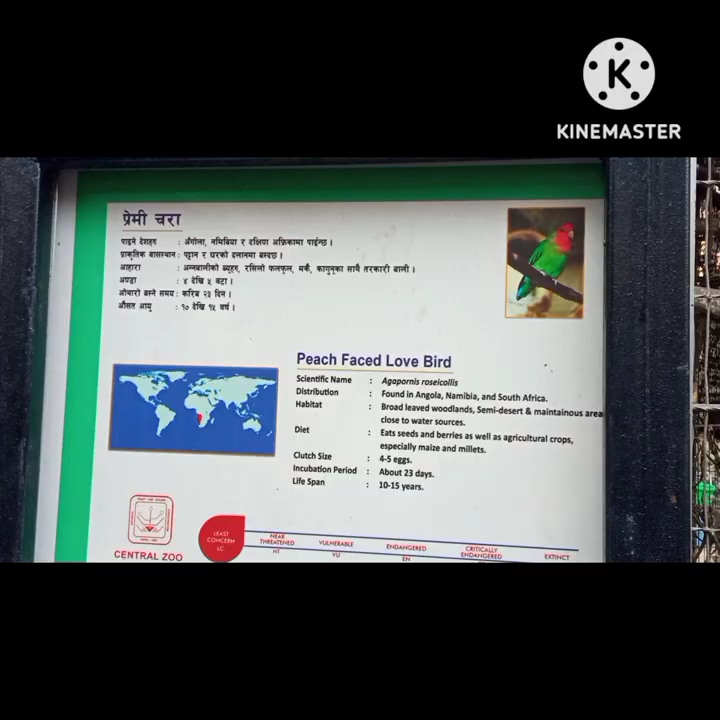 KINEMASTER
प्रेमी चरा
पाइने देशहरु : अँगोला, नमिबिया र दक्षिण अफ्रिकामा पाईन्छ ।
प्राकृतिक वासस्थान : पट्टान र घरको दलानमा बस्दछ ।
आहारा : अन्नबालीको ब्यूहरु, रसिलो फलफूल, मकै, कागुनुका साथै तरकारी बाली ।
अण्डा : ४ देखि ५ वटा ।
ओथारो बस्ने समय : करिब २३ दिन ।
औसत आयु : १० देखि १५ वर्ष ।
Peach Faced Love Bird
Scientific Name : Agapornis roseicollis
Distribution : Found in Angola, Namibia, and South Africa.
Habitat : Broad leaved woodlands, Semi-desert & maintainous area
close to water sources.
Diet : Eats seeds and berries as well as agricultural crops,
especially maize and millets.
Clutch Size : 4-5 eggs.
Incubation Period : About 23 days.
Life Span : 10-15 years.
CENTRAL ZOO
LEAST
CONCERN
LC
NEAR
THREATENED
NT
VULNERABLE
VU
ENDANGERED
EN
CRITICALLY
ENDANGERED
EXTINCT